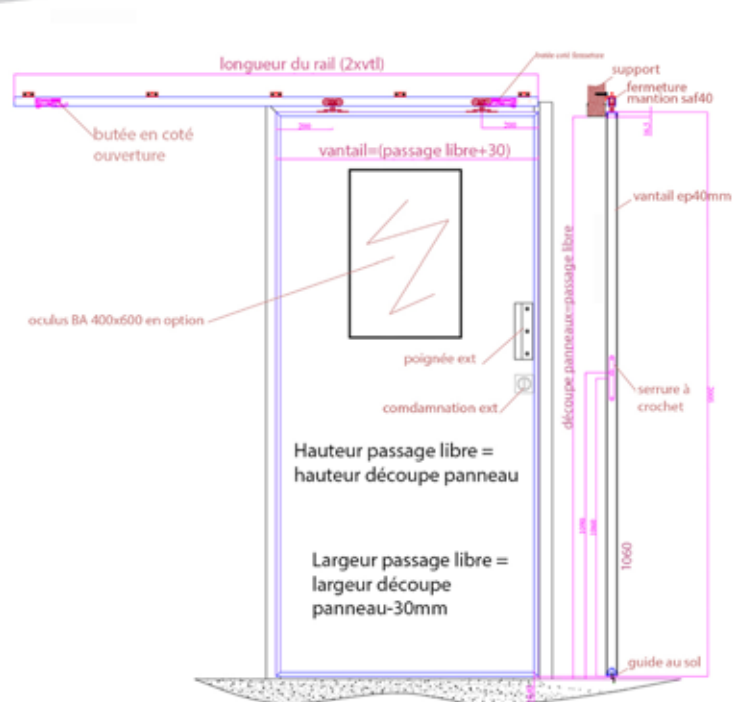 longueur du rail (2xvtl)
support
fermeture
mantion saf40
butée en coté
ouverture
vantail=(passage libre+30)
vantail ep40mm
oculus BA 400x600 en option
découpe panneaux=passage libre
poignée ext
serrure à
crochet
comdamnation ext
Hauteur passage libre =
hauteur découpe panneau
1060
Largeur passage libre =
largeur découpe
panneau-30mm
guide au sol